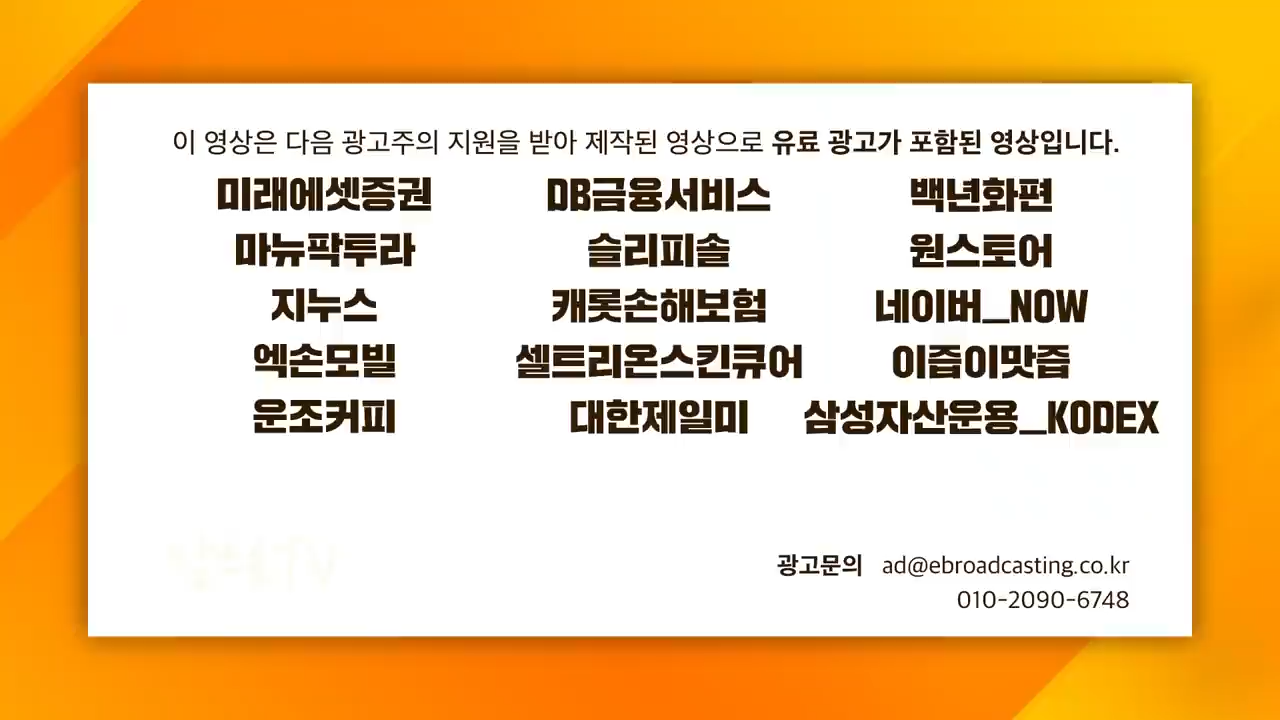 이 영상은 다음 광고주의 지원을 받아 제작된 영상으로 유료 광고가 포함된 영상입니다.
미래에셋증권 DB금융서비스 백년화편
마뉴팍투라 슬리피솔 원스토어
지누스 캐롯손해보험 네이버_NOW
엑손모빌 셀트리온스킨큐어 이즙이맛즙
운조커피 대한제일미 삼성자산운용_KODEX
광고문의 ad@ebroadcasting.co.kr
010-2090-6748